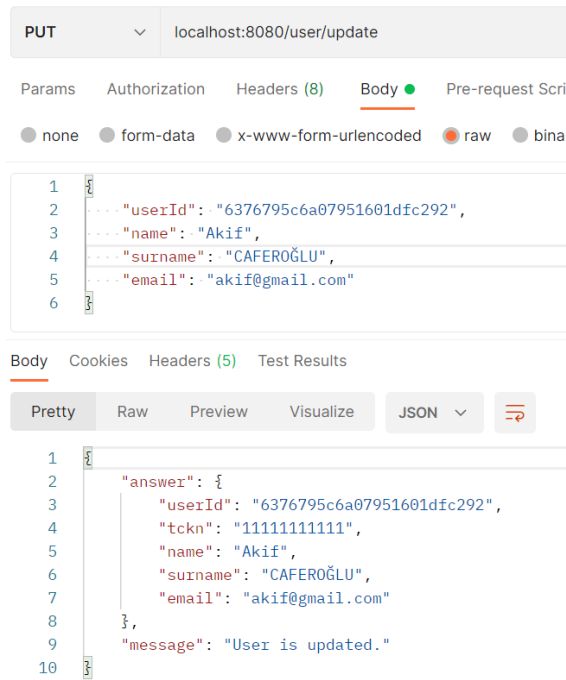 PUT localhost:8080/user/update
Params Authorization Headers (8) Body Pre-request Scri
none form-data x-www-form-urlencoded raw bina
1 {
2 "userId": "6376795c6a07951601dfc292",
3 "name": "Akif",
4 "surname": "CAFEROĞLU",
5 "email": "akif@gmail.com"
6 }
Body Cookies Headers (5) Test Results
Pretty Raw Preview Visualize JSON
1 {
2 "answer": {
3 "userId": "6376795c6a07951601dfc292",
4 "tckn": "11111111111",
5 "name": "Akif",
6 "surname": "CAFEROĞLU",
7 "email": "akif@gmail.com"
8 },
9 "message": "User is updated."
10 }